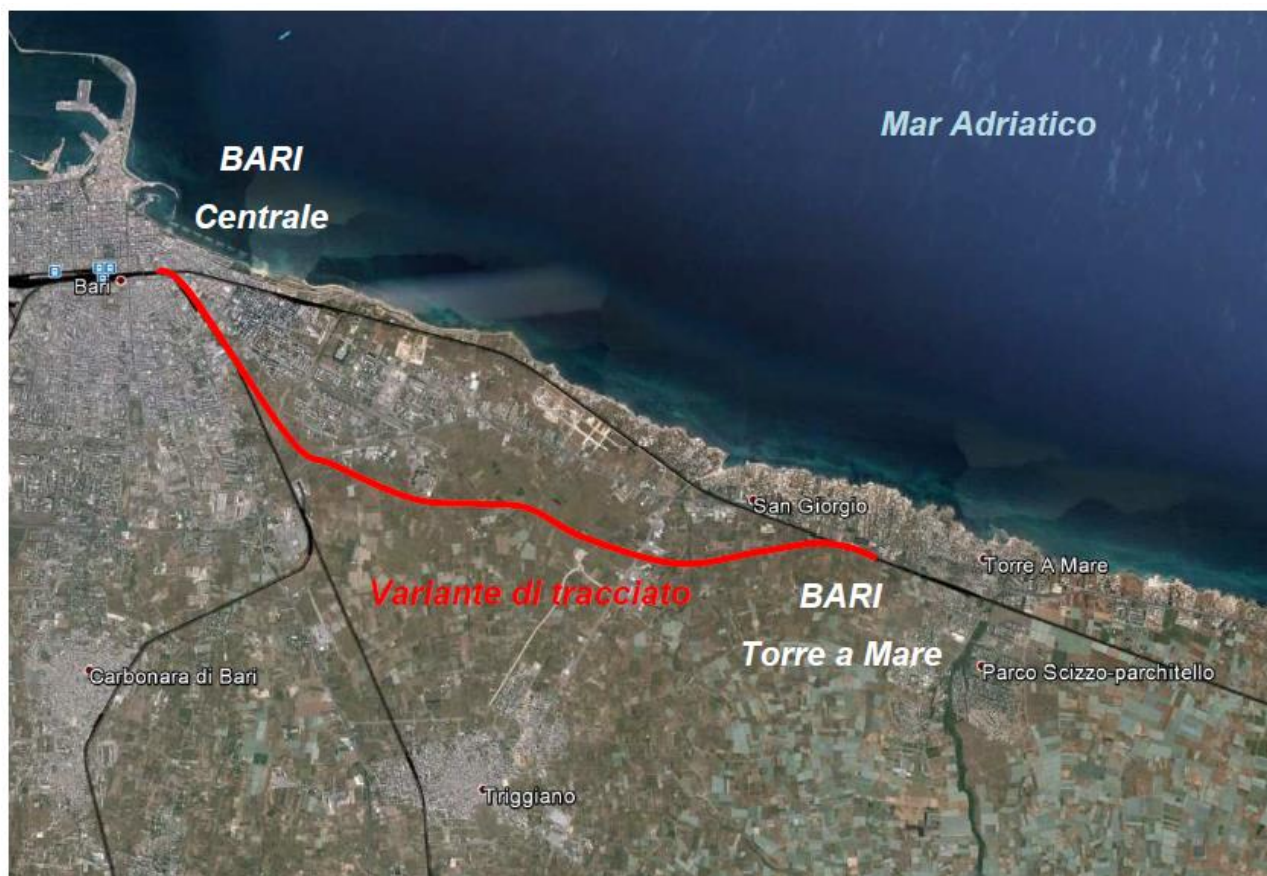 Mar Adriatico
BARI
Centrale
Bari
San Giorgio
Torre A Mare
Variante di tracciato
BARI
Torre a Mare
Parco Scizzo-parchitello
Carbonara di Bari
Triggiano